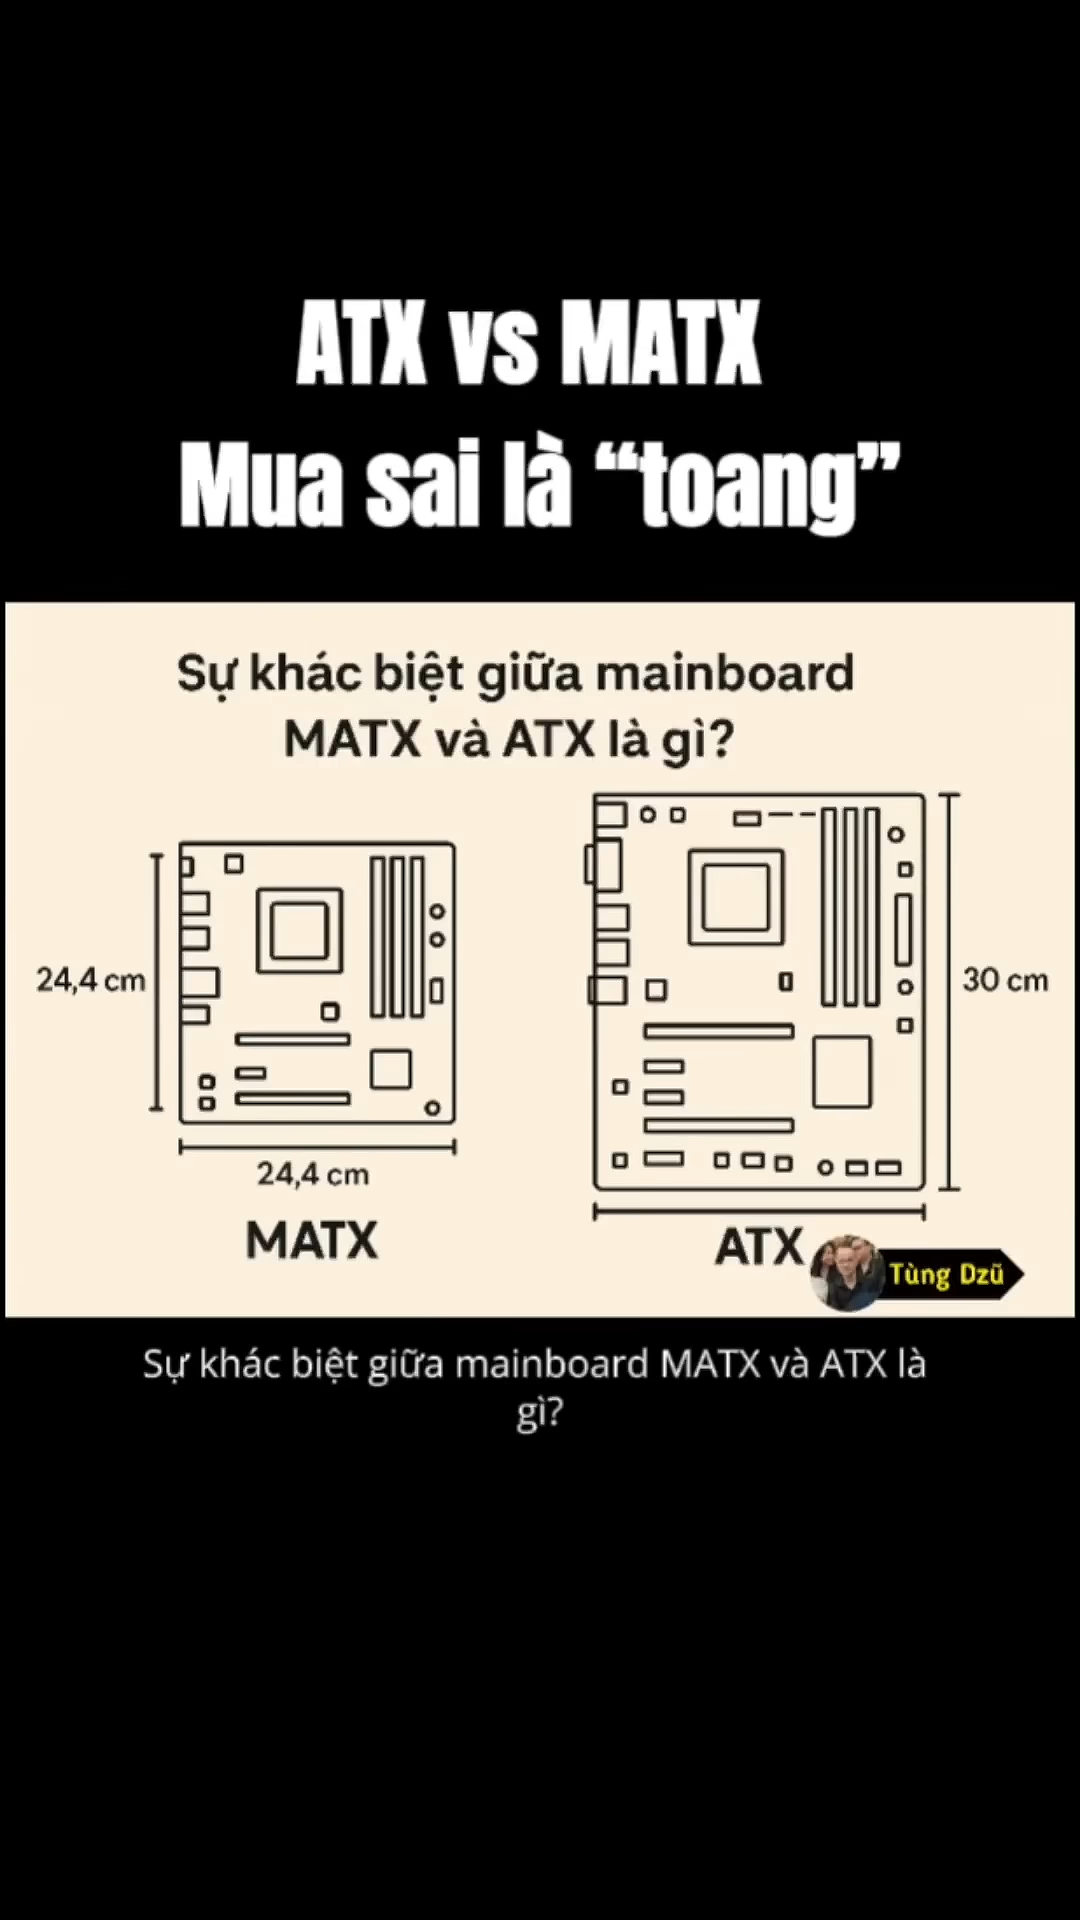 ATX vs MATX
Mua sai là “toang”
Sự khác biệt giữa mainboard
MATX và ATX là gì?
24,4 cm
30 cm
24,4 cm
MATX
ATX
Tùng Dzũ
Sự khác biệt giữa mainboard MATX và ATX là
gì?